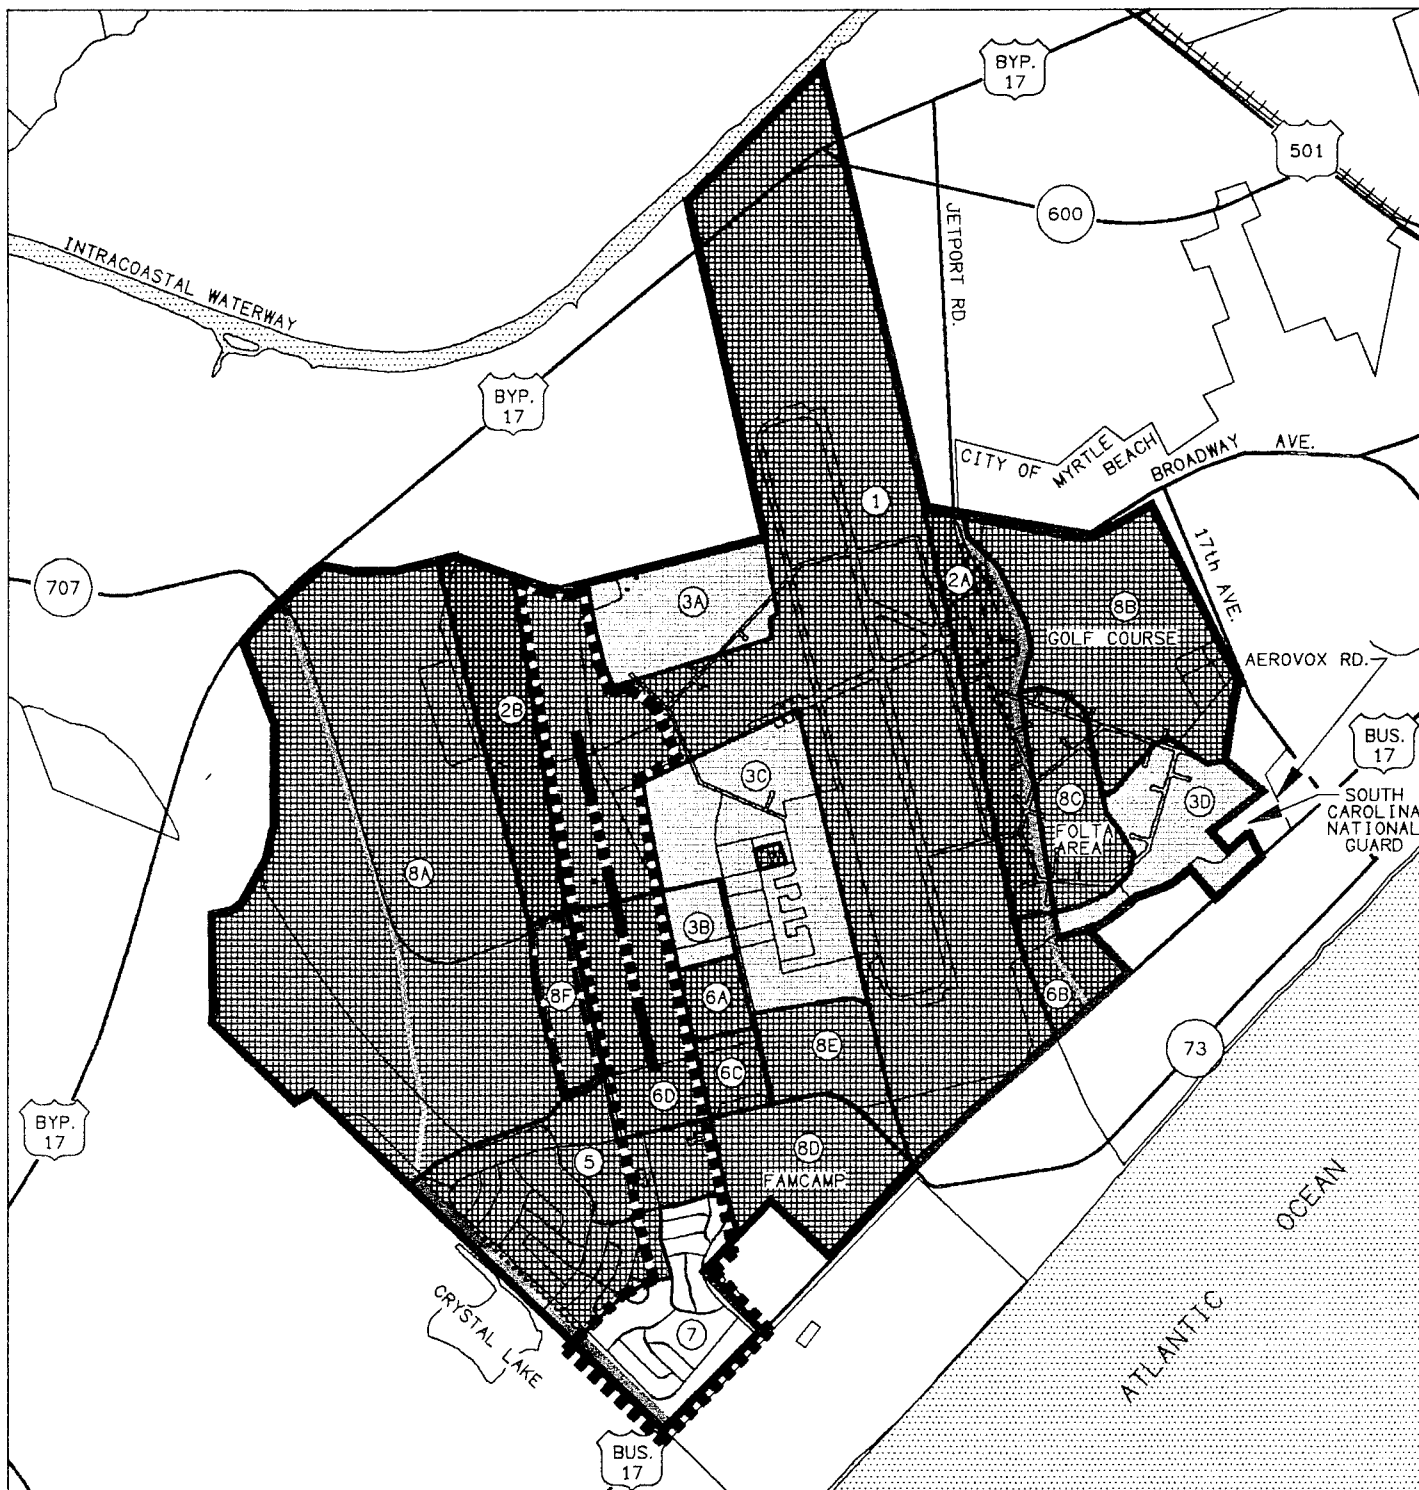 BYP.
17
501
600
INTRACOASTAL WATERWAY
JETPORT RD.
BYP.
17
CITY OF MYRTLE
BEACH
BROADWAY AVE.
1
17th AVE.
707
2A
3A
8B
GOLF COURSE
AEROVOX RD.
2B
BUS.
17
3C
8C
3D
SOUTH
CAROLINA
NATIONAL
GUARD
FOLTA
AREA
8A
3B
8F
6A
6B
8E
73
6C
6D
BYP.
17
8D
FAMCAMP
5
OCEAN
CRYSTAL LAKE
7
ATLANTIC
BUS.
17